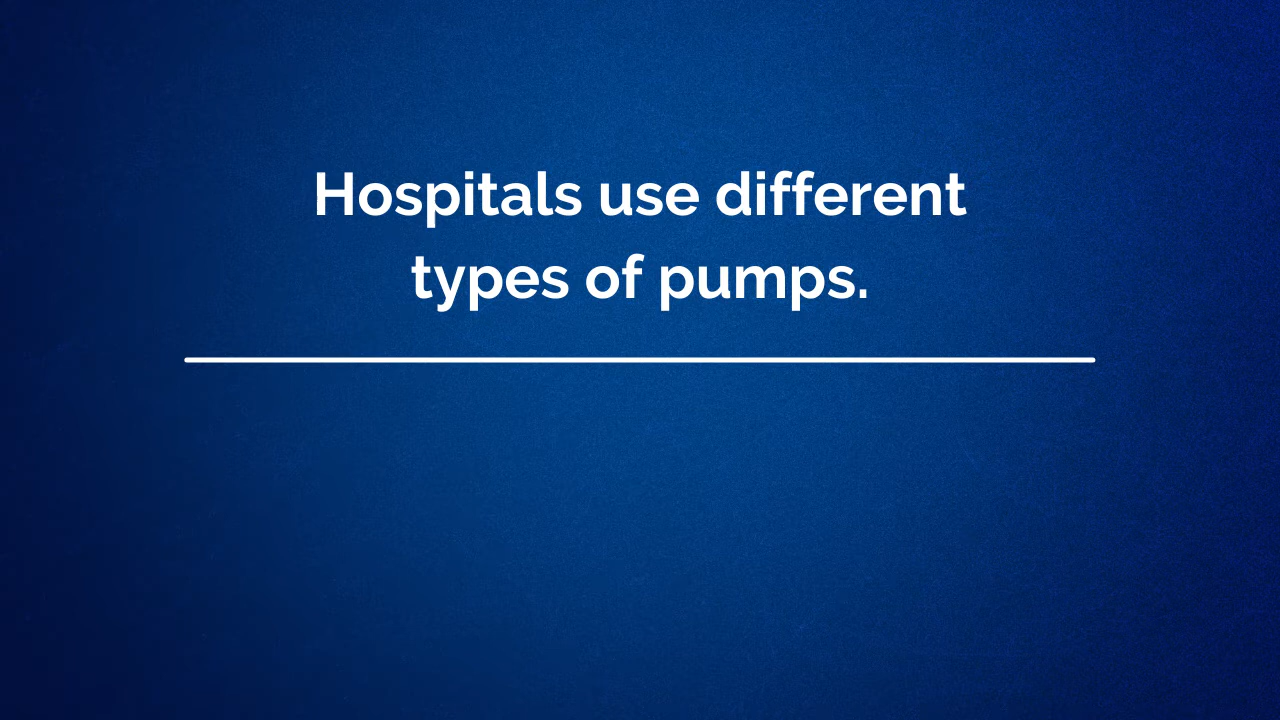 Hospitals use different
types of pumps.